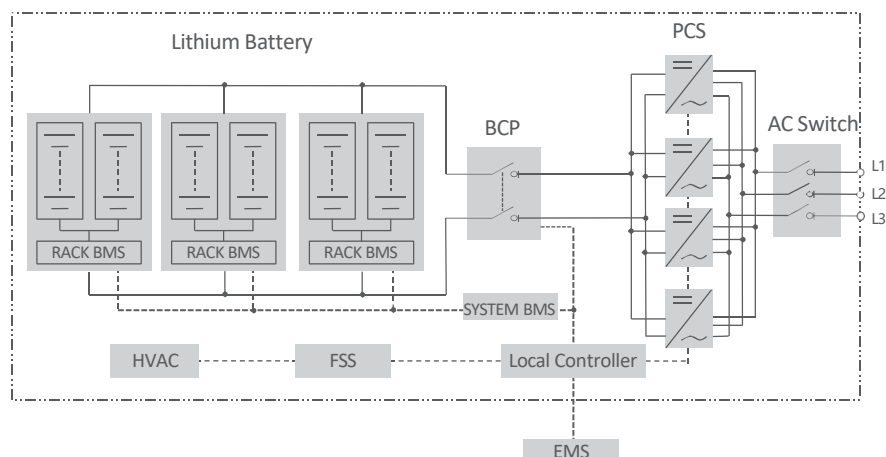 Lithium Battery
PCS
BCP
AC Switch
L1
L2
L3
RACK BMS
RACK BMS
RACK BMS
SYSTEM BMS
HVAC
FSS
Local Controller
EMS